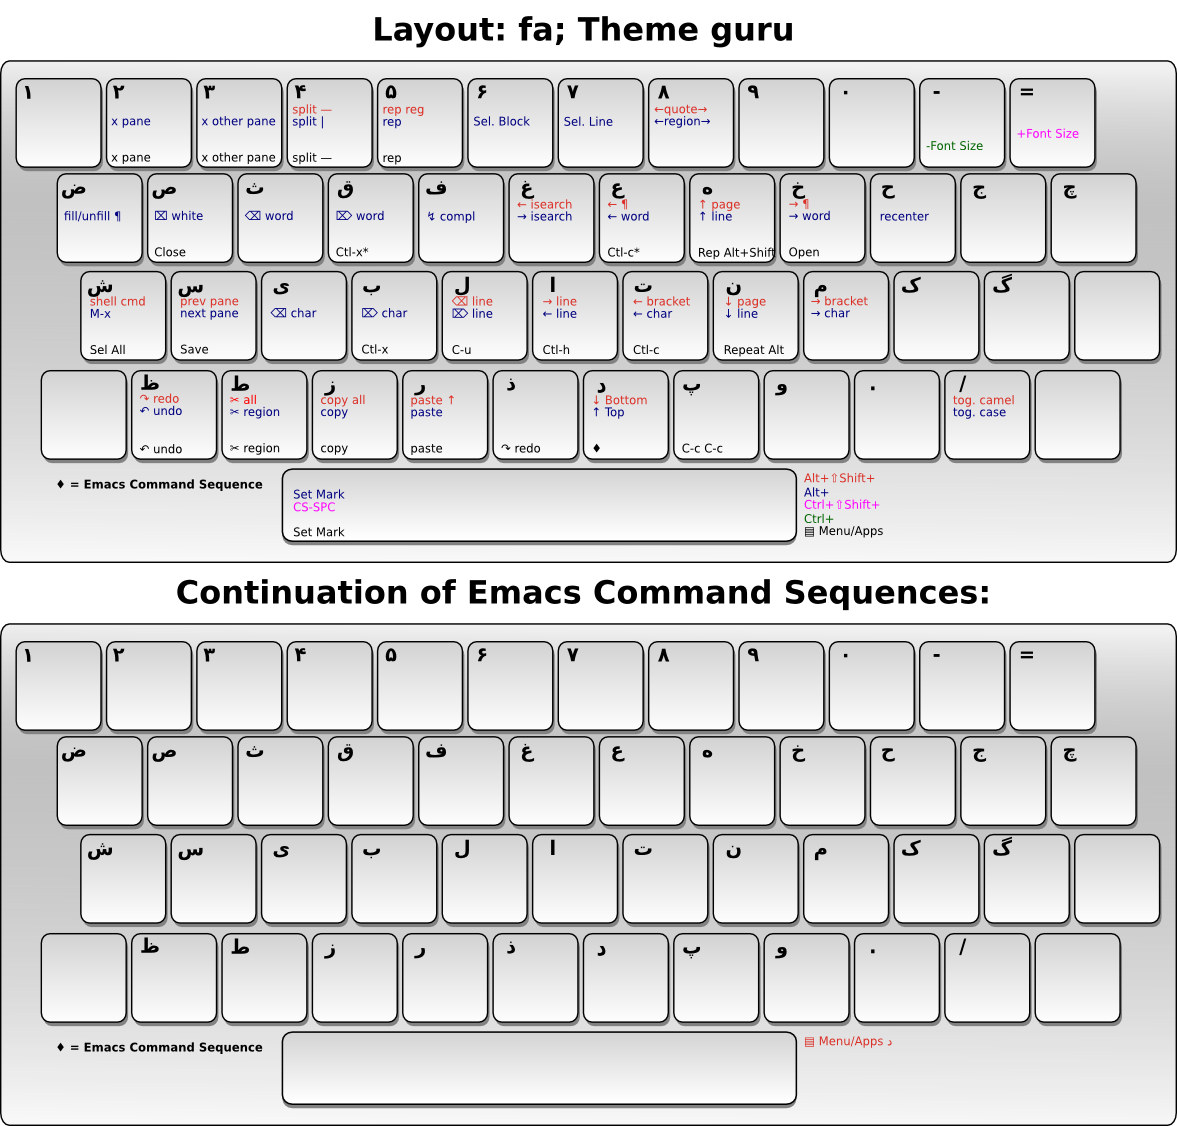 Layout: fa; Theme guru
۱ ۲ ۳ ۴ ۵ ۶ ۷ ۸ ۹ ۰ - =
split — rep reg ←quote→
x pane x other pane split | rep Sel. Block Sel. Line ←region→
+Font Size
-Font Size
x pane x other pane split — rep
ض ص ث ق ف غ ع ه خ ح ج چ
← isearch ← ¶ ↑ page → ¶
fill/unfill ¶ ⌧ white ⌫ word ⌦ word ↯ compl → isearch ← word ↑ line → word recenter
Close Ctl-x* Ctl-c* Rep Alt+Shift Open
ش س ی ب ل ا ت ن م ک گ
shell cmd prev pane ⌫ line → line ← bracket ↓ page → bracket
M-x next pane ⌫ char ⌦ char ⌦ line ← line ← char ↓ line → char
Sel All Save Ctl-x C-u Ctl-h Ctl-c Repeat Alt
ظ ط ز ر ذ د پ و . /
↷ redo ✂ all copy all paste ↑ ↓ Bottom tog. camel
↶ undo ✂ region copy paste ↑ Top tog. case
↶ undo ✂ region copy paste ↷ redo ♦ C-c C-c
♦ = Emacs Command Sequence
Set Mark
CS-SPC
Set Mark
Alt+⇧Shift+
Alt+
Ctrl+⇧Shift+
Ctrl+
▤ Menu/Apps
Continuation of Emacs Command Sequences:
۱ ۲ ۳ ۴ ۵ ۶ ۷ ۸ ۹ ۰ - =
ض ص ث ق ف غ ع ه خ ح ج چ
ش س ی ب ل ا ت ن م ک گ
ظ ط ز ر ذ د پ و . /
♦ = Emacs Command Sequence
▤ Menu/Apps د